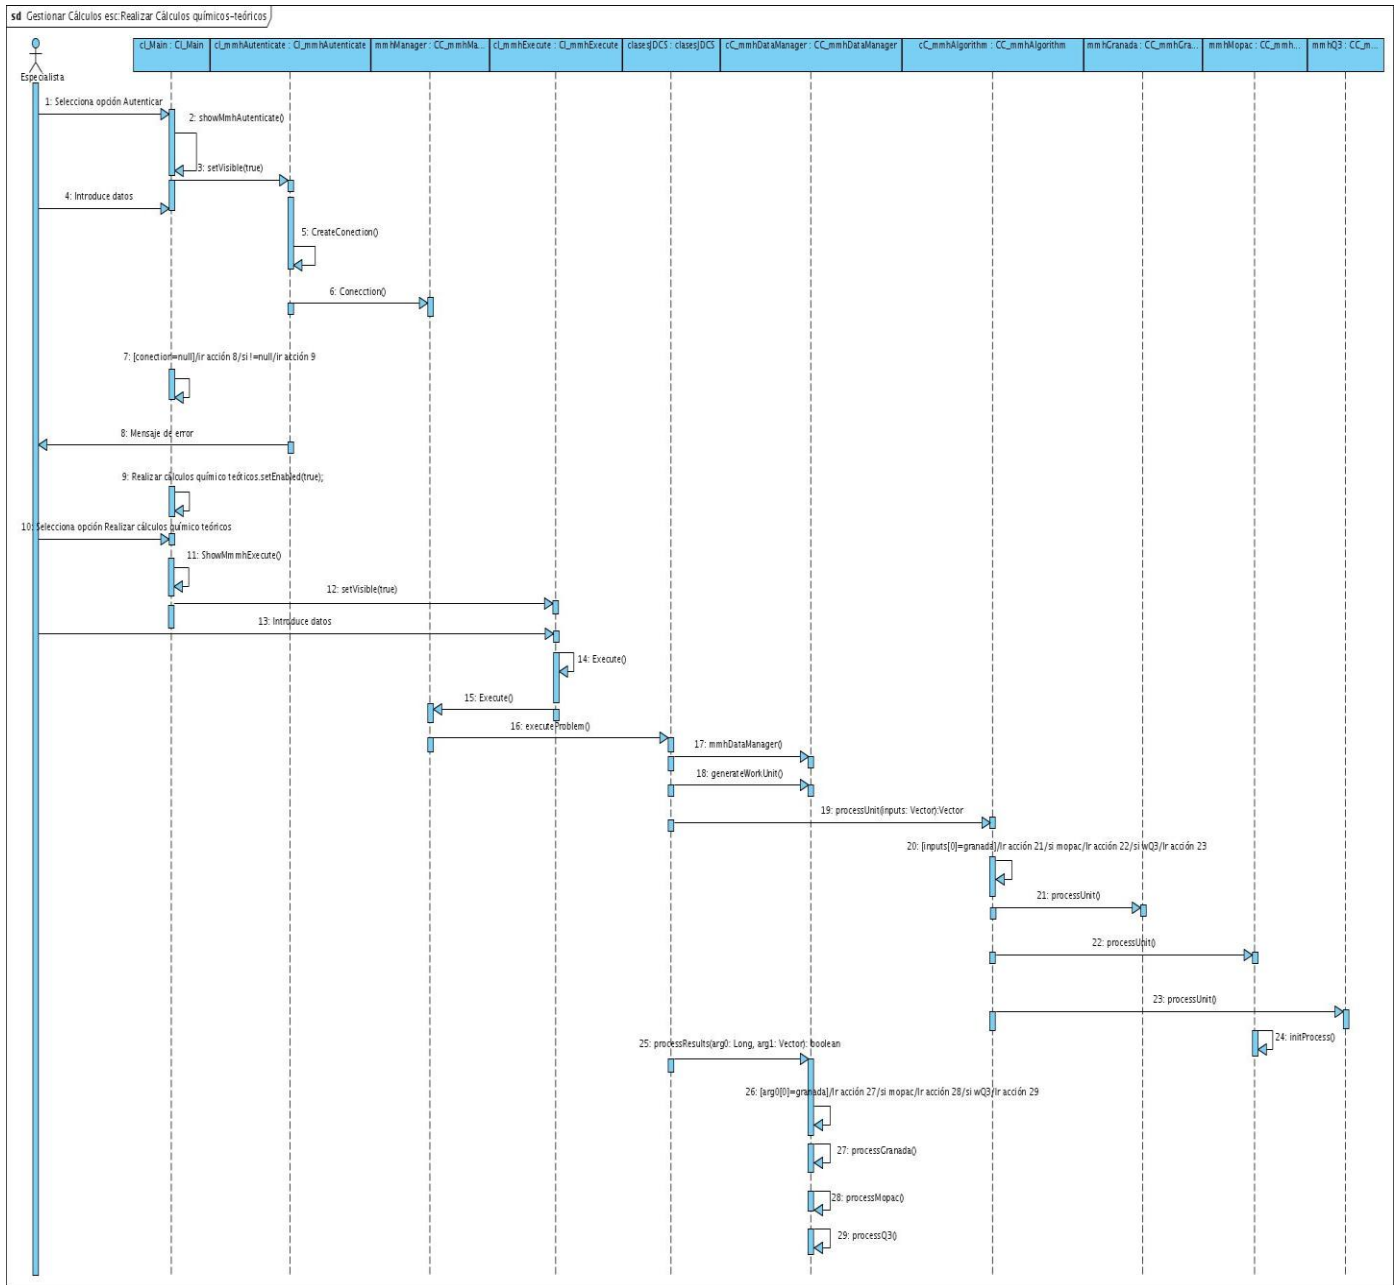 sd Gestionar Cálculos esc:Realizar Cálculos químicos-teóricos
cl_Main : CI_Main
cl_mmhAutenticate : CI_mmhAutenticate
mmhManager : CC_mmhMa...
cl_mmhExecute : CI_mmhExecute
clasesJDCS : clasesJDCS
cC_mmhDataManager : CC_mmhDataManager
cC_mmhAlgorithm : CC_mmhAlgorithm
mmhGranada : CC_mmhGra...
mmhMopac : CC_mmh...
mmhQ3 : CC_m...
Especialista
1: Selecciona opción Autenticar
2: showMmhAutenticate()
3: setVisible(true)
4: Introduce datos
5: CreateConection()
6: Conecction()
7: [conection=null]/ir acción 8/si !=null/ir acción 9
8: Mensaje de error
9: Realizar cálculos químico teóticos.setEnabled(true);
10: Selecciona opción Realizar cálculos químico teóricos
11: ShowMmmhExecute()
12: setVisible(true)
13: Introduce datos
14: Execute()
15: Execute()
16: executeProblem()
17: mmhDataManager()
18: generateWorkUnit()
19: processUnit(inputs: Vector):Vector
20: [inputs[0]=granada]/Ir acción 21/si mopac/Ir acción 22/si wQ3/Ir acción 23
21: processUnit()
22: processUnit()
23: processUnit()
24: initProcess()
25: processResults(arg0: Long, arg1: Vector): boolean
26: [arg0[0]=granada]/Ir acción 27/si mopac/Ir acción 28/si wQ3/Ir acción 29
27: processGranada()
28: processMopac()
29: processQ3()